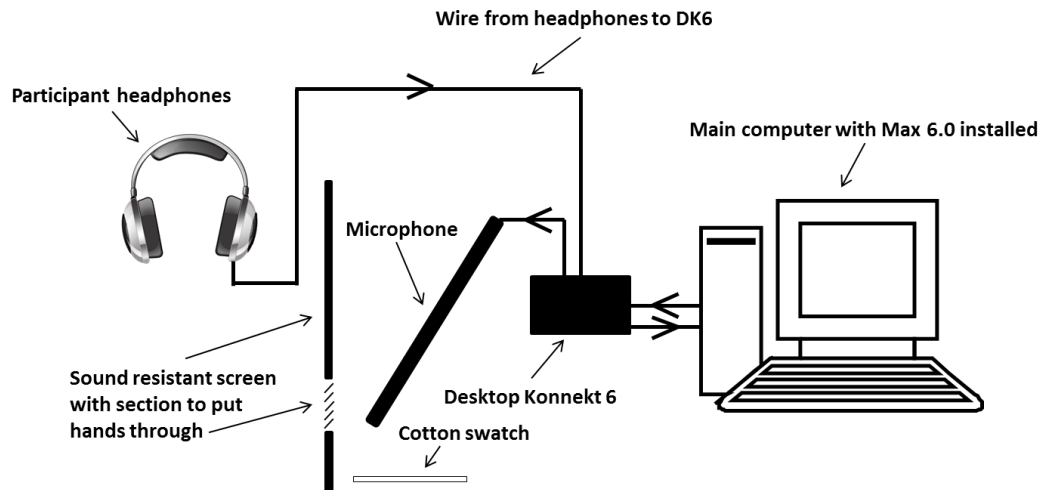 Wire from headphones to DK6
Participant headphones
Main computer with Max 6.0 installed
Microphone
Sound resistant screen
with section to put
hands through
Desktop Konnekt 6
Cotton swatch